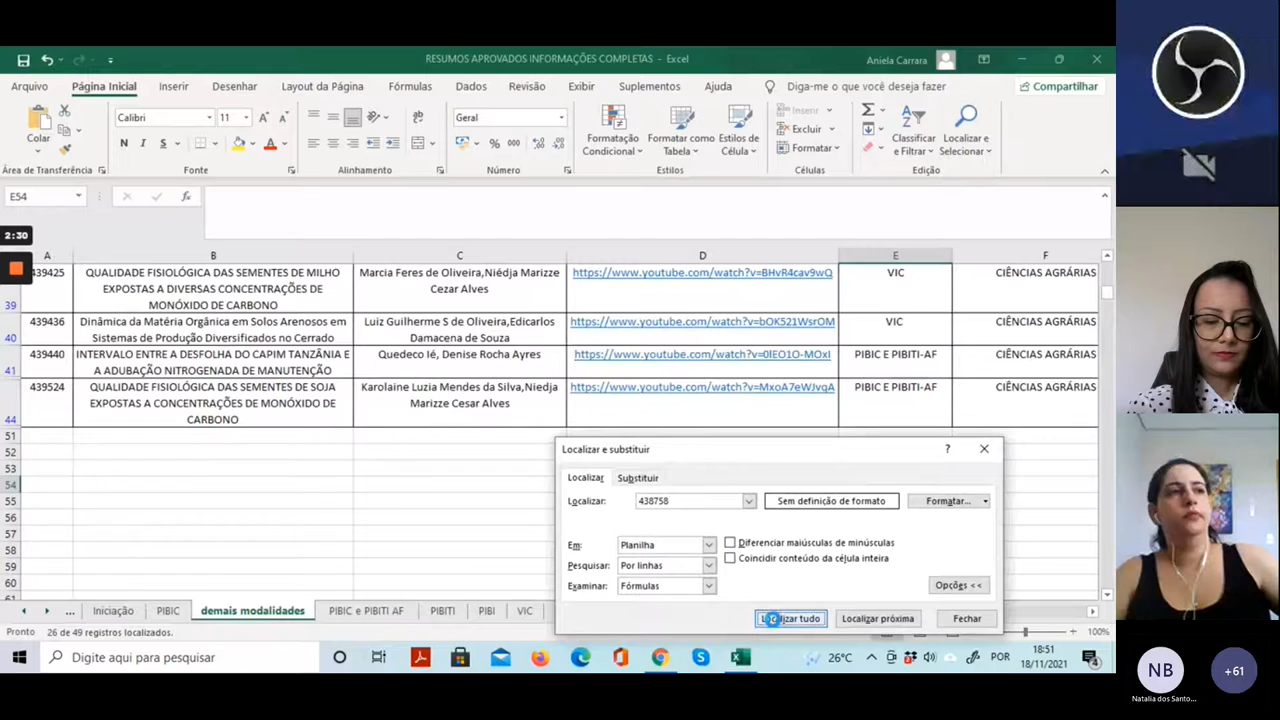 RESUMOS APROVADOS INFORMAÇÕES COMPLETAS - Excel
Aniela Carrara
Arquivo Página Inicial Inserir Desenhar Layout da Página Fórmulas Dados Revisão Exibir Suplementos Ajuda Diga-me o que você deseja fazer Compartilhar
Colar
Calibri 11
N I S
Geral
% 000
Formatação Condicional
Formatar como Tabela
Estilos de Célula
Inserir
Excluir
Formatar
Classificar e Filtrar
Localizar e Selecionar
Área de Transferência Fonte Alinhamento Número Estilos Células Edição
E54
fx
2:30
A B C D E F
439425 QUALIDADE FISIOLÓGICA DAS SEMENTES DE MILHO Marcia Feres de Oliveira,Niédja Marizze https://www.youtube.com/watch?v=BHvR4cav9wQ VIC CIÊNCIAS AGRÁRIAS
EXPOSTAS A DIVERSAS CONCENTRAÇÕES DE Cezar Alves
39 MONÓXIDO DE CARBONO
439436 Dinâmica da Matéria Orgânica em Solos Arenosos em Luiz Guilherme S de Oliveira,Edicarlos https://www.youtube.com/watch?v=bOK521WsrOM VIC CIÊNCIAS AGRÁRIAS
40 Sistemas de Produção Diversificados no Cerrado Damacena de Souza
439440 INTERVALO ENTRE A DESFOLHA DO CAPIM TANZÂNIA E Quedeco Ié, Denise Rocha Ayres https://www.youtube.com/watch?v=0lEO1O-MOxI PIBIC E PIBITI-AF CIÊNCIAS AGRÁRIAS
41 A ADUBAÇÃO NITROGENADA DE MANUTENÇÃO
439524 QUALIDADE FISIOLÓGICA DAS SEMENTES DE SOJA Karolaine Luzia Mendes da Silva,Niedja https://www.youtube.com/watch?v=MxoA7eWJvqA PIBIC E PIBITI-AF CIÊNCIAS AGRÁRIAS
EXPOSTAS A CONCENTRAÇÕES DE MONÓXIDO DE Marizze Cesar Alves
44 CARBONO
51
52
53
54
55
56
57
58
59
60
Localizar e substituir ?
Localizar Substituir
Localizar: 438758 Sem definição de formato Formatar...
Em: Planilha Diferenciar maiúsculas de minúsculas
Pesquisar: Por linhas Coincidir conteúdo da célula inteira
Examinar: Fórmulas Opções <<
Localizar tudo Localizar próxima Fechar
... Iniciação PIBIC demais modalidades PIBIC e PIBITI AF PIBITI PIBI VIC
Pronto 26 de 49 registros localizados. 100%
Digite aqui para pesquisar
26°C
POR
18:51
18/11/2021
4
NB
+61
Natalia dos Santo...